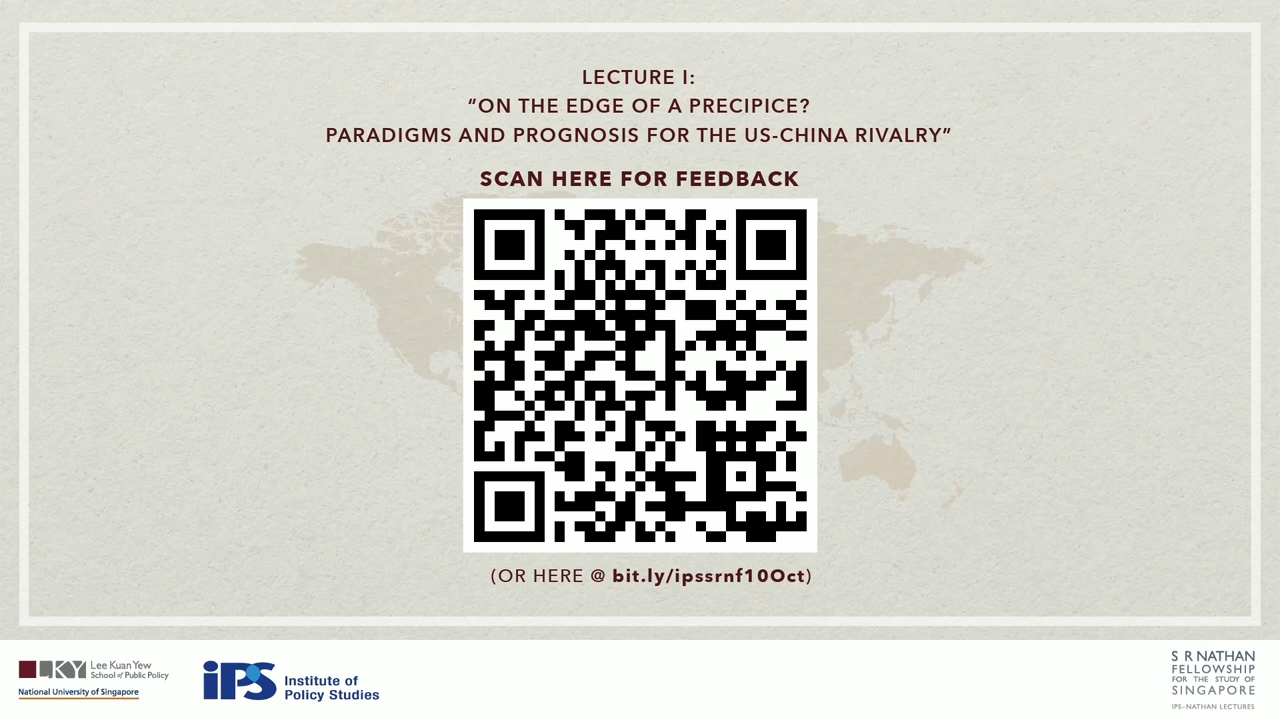 LECTURE I:
“ON THE EDGE OF A PRECIPICE?
PARADIGMS AND PROGNOSIS FOR THE US-CHINA RIVALRY”
SCAN HERE FOR FEEDBACK
(OR HERE @ bit.ly/ipssrnf10Oct)
LKY Lee Kuan Yew
School of Public Policy
National University of Singapore
iPS Institute of
Policy Studies
S R NATHAN
FELLOWSHIP
FOR THE STUDY OF
SINGAPORE
IPS–NATHAN LECTURES